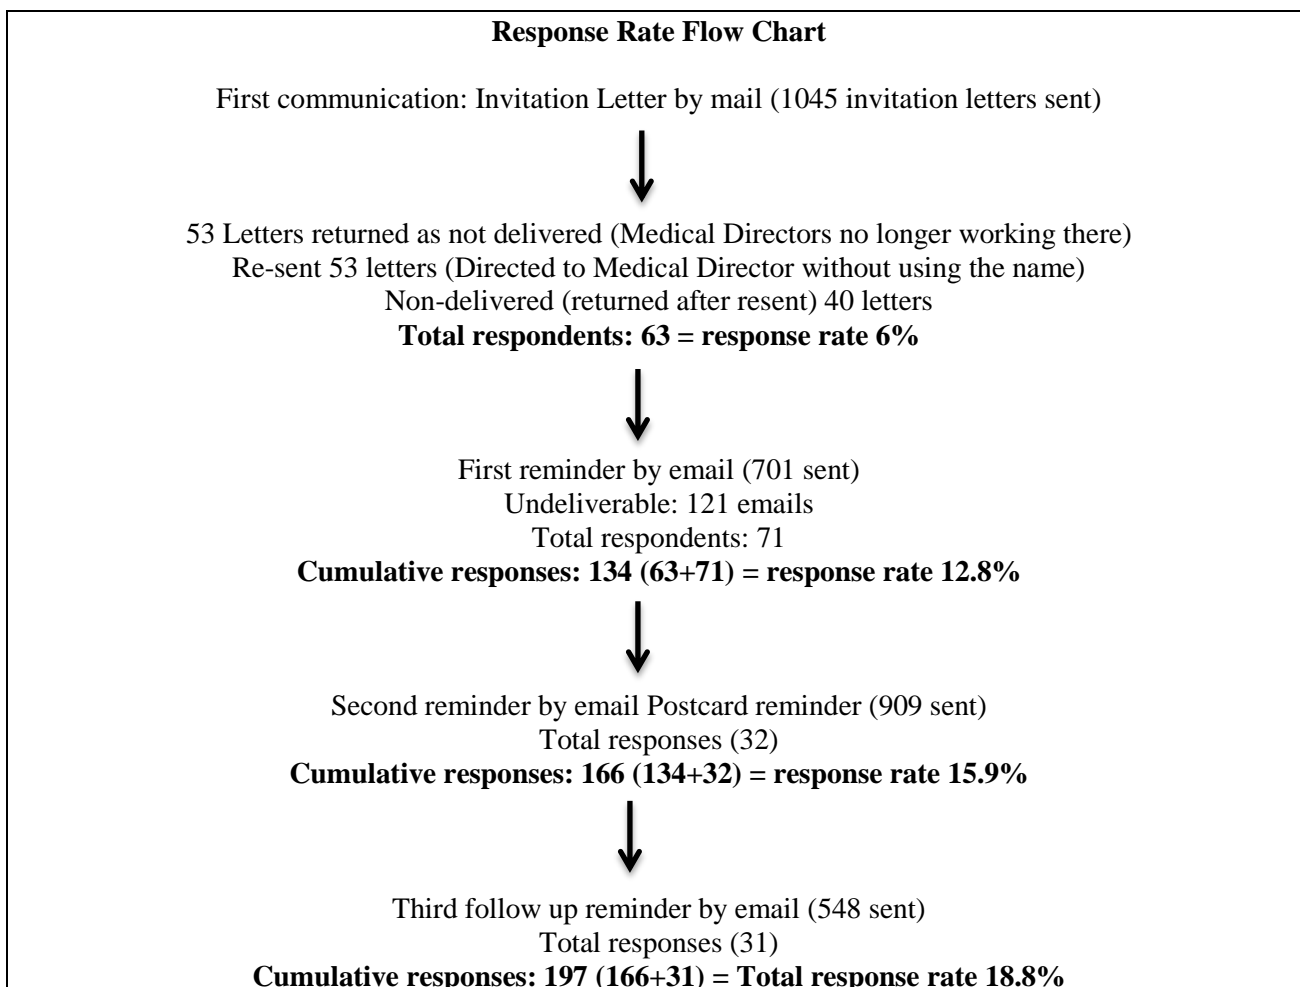 Response Rate Flow Chart
First communication: Invitation Letter by mail (1045 invitation letters sent)
53 Letters returned as not delivered (Medical Directors no longer working there)
Re-sent 53 letters (Directed to Medical Director without using the name)
Non-delivered (returned after resent) 40 letters
Total respondents: 63 = response rate 6%
First reminder by email (701 sent)
Undeliverable: 121 emails
Total respondents: 71
Cumulative responses: 134 (63+71) = response rate 12.8%
Second reminder by email Postcard reminder (909 sent)
Total responses (32)
Cumulative responses: 166 (134+32) = response rate 15.9%
Third follow up reminder by email (548 sent)
Total responses (31)
Cumulative responses: 197 (166+31) = Total response rate 18.8%